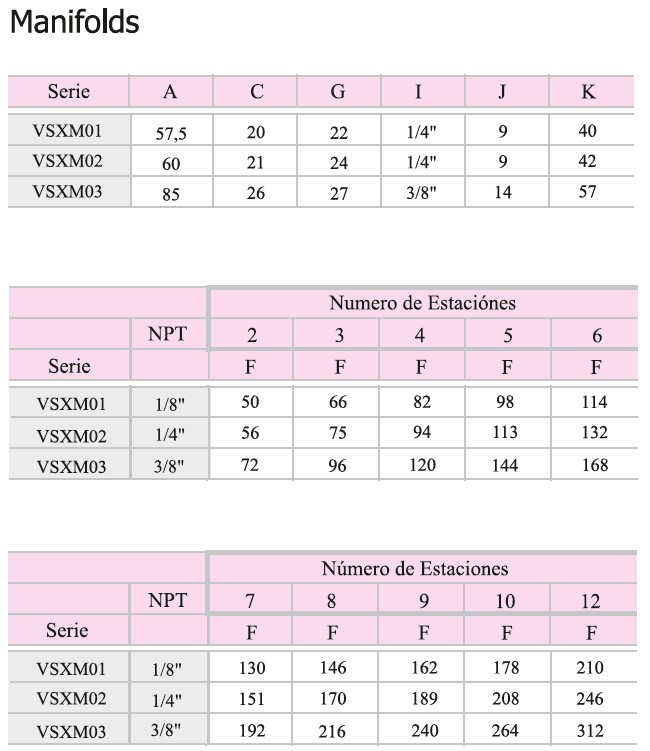 Manifolds
Serie A C G I J K
VSXM01 57,5 20 22 1/4" 9 40
VSXM02 60 21 24 1/4" 9 42
VSXM03 85 26 27 3/8" 14 57
Numero de Estaciónes
NPT 2 3 4 5 6
Serie F F F F F
VSXM01 1/8" 50 66 82 98 114
VSXM02 1/4" 56 75 94 113 132
VSXM03 3/8" 72 96 120 144 168
Número de Estaciones
NPT 7 8 9 10 12
Serie F F F F F
VSXM01 1/8" 130 146 162 178 210
VSXM02 1/4" 151 170 189 208 246
VSXM03 3/8" 192 216 240 264 312